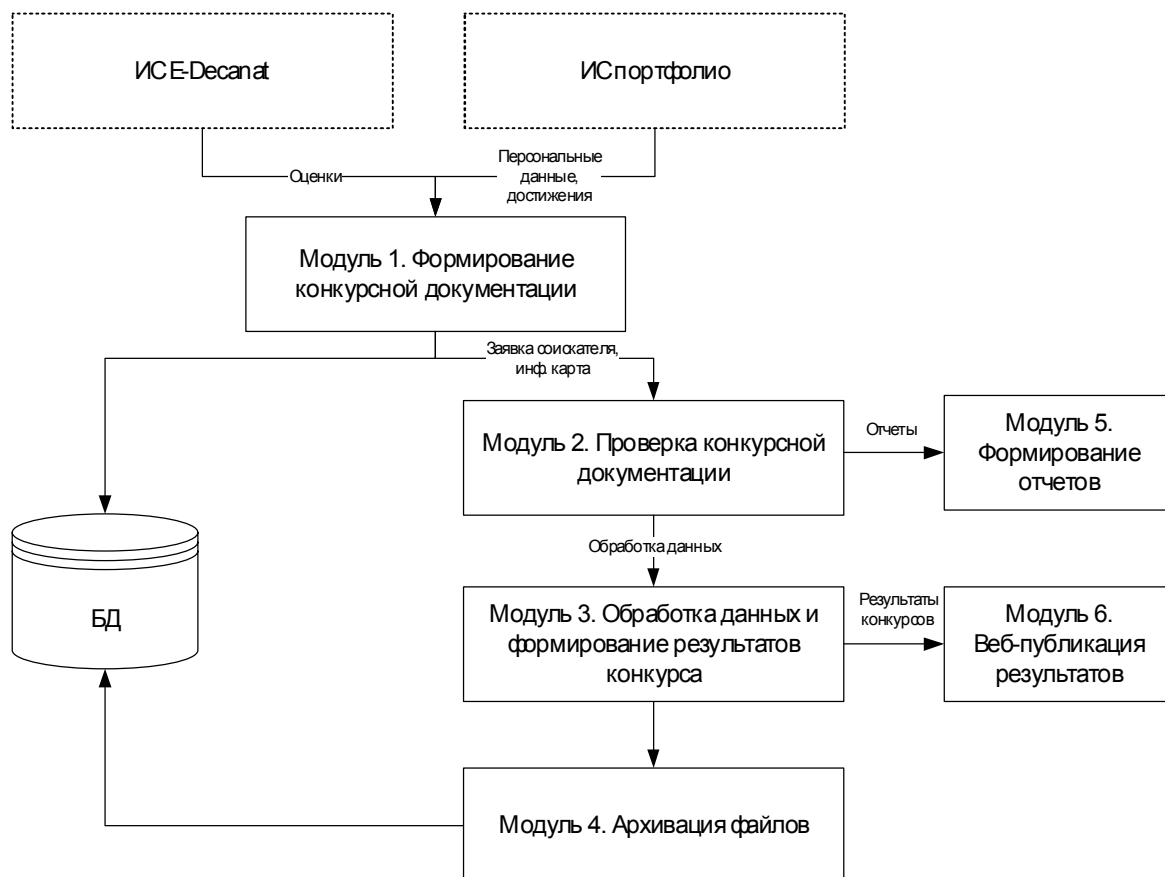 ИС E-Decanat
ИС портфолио
Оценки
Персональные
данные,
достижения
Модуль 1. Формирование
конкурсной документации
Заявка соискателя,
инф. карта
Модуль 2. Проверка конкурсной
документации
Отчеты
Модуль 5.
Формирование
отчетов
Обработка данных
БД
Модуль 3. Обработка данных и
формирование результатов
конкурса
Результаты
конкурсов
Модуль 6.
Веб-публикация
результатов
Модуль 4. Архивация файлов